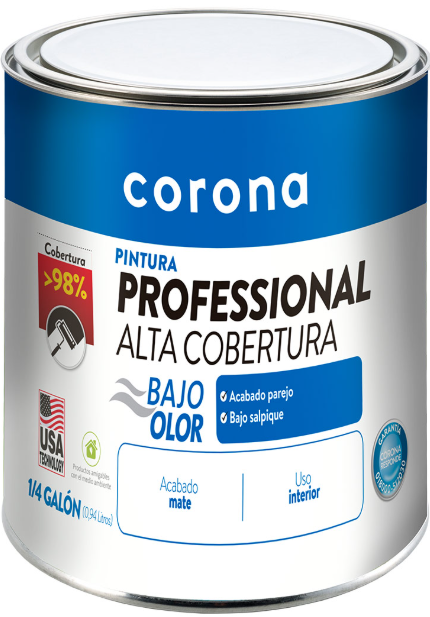 corona
Cobertura
>98%
PINTURA
PROFESSIONAL
ALTA COBERTURA
BAJO
OLOR
Acabado parejo
Bajo salpique
USA
TECHNOLOGY
Productos amigables
con el medio ambiente
1/4 GALÓN (0,94 Litros)
Acabado
mate
Uso
interior
GARANTÍA
CORONA
RESPONDE